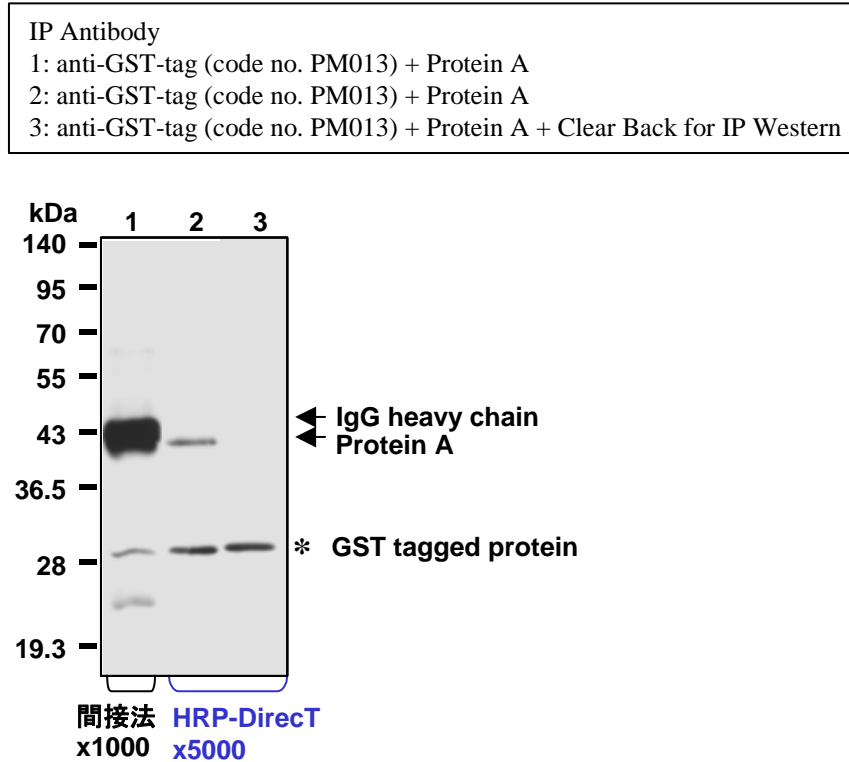 IP Antibody
1: anti-GST-tag (code no. PM013) + Protein A
2: anti-GST-tag (code no. PM013) + Protein A
3: anti-GST-tag (code no. PM013) + Protein A + Clear Back for IP Western
kDa
1 2 3
140
95
70
55
IgG heavy chain
43
Protein A
36.5
* GST tagged protein
28
19.3
間接法 HRP-DirecT
x1000 x5000